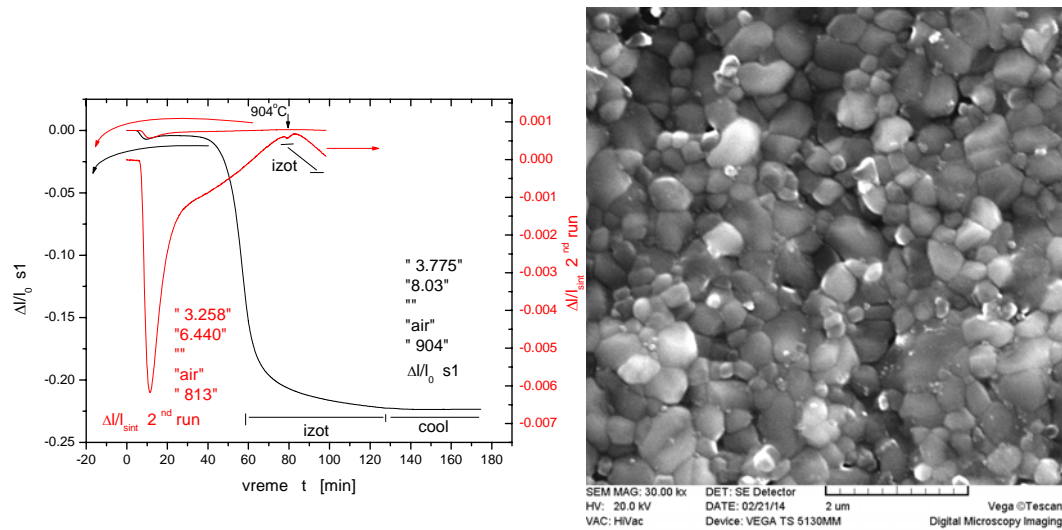 904°C
0.00
-0.05
-0.10
-0.15
-0.20
-0.25
Δl/l0 s1
izot
" 3.258"
"6.440"
""
"air"
" 813"
Δl/lsint 2 nd run
" 3.775"
"8.03"
""
"air"
" 904"
Δl/l0 s1
izot
cool
0.001
0.000
-0.001
-0.002
-0.003
-0.004
-0.005
-0.006
-0.007
Δl/lsint 2 nd run
-20 0 20 40 60 80 100 120 140 160 180
vreme t [min]
SEM MAG: 30.00 kx DET: SE Detector
HV: 20.0 kV DATE: 02/21/14 2 um Vega ©Tescan
VAC: HiVac Device: VEGA TS 5130MM Digital Microscopy Imaging